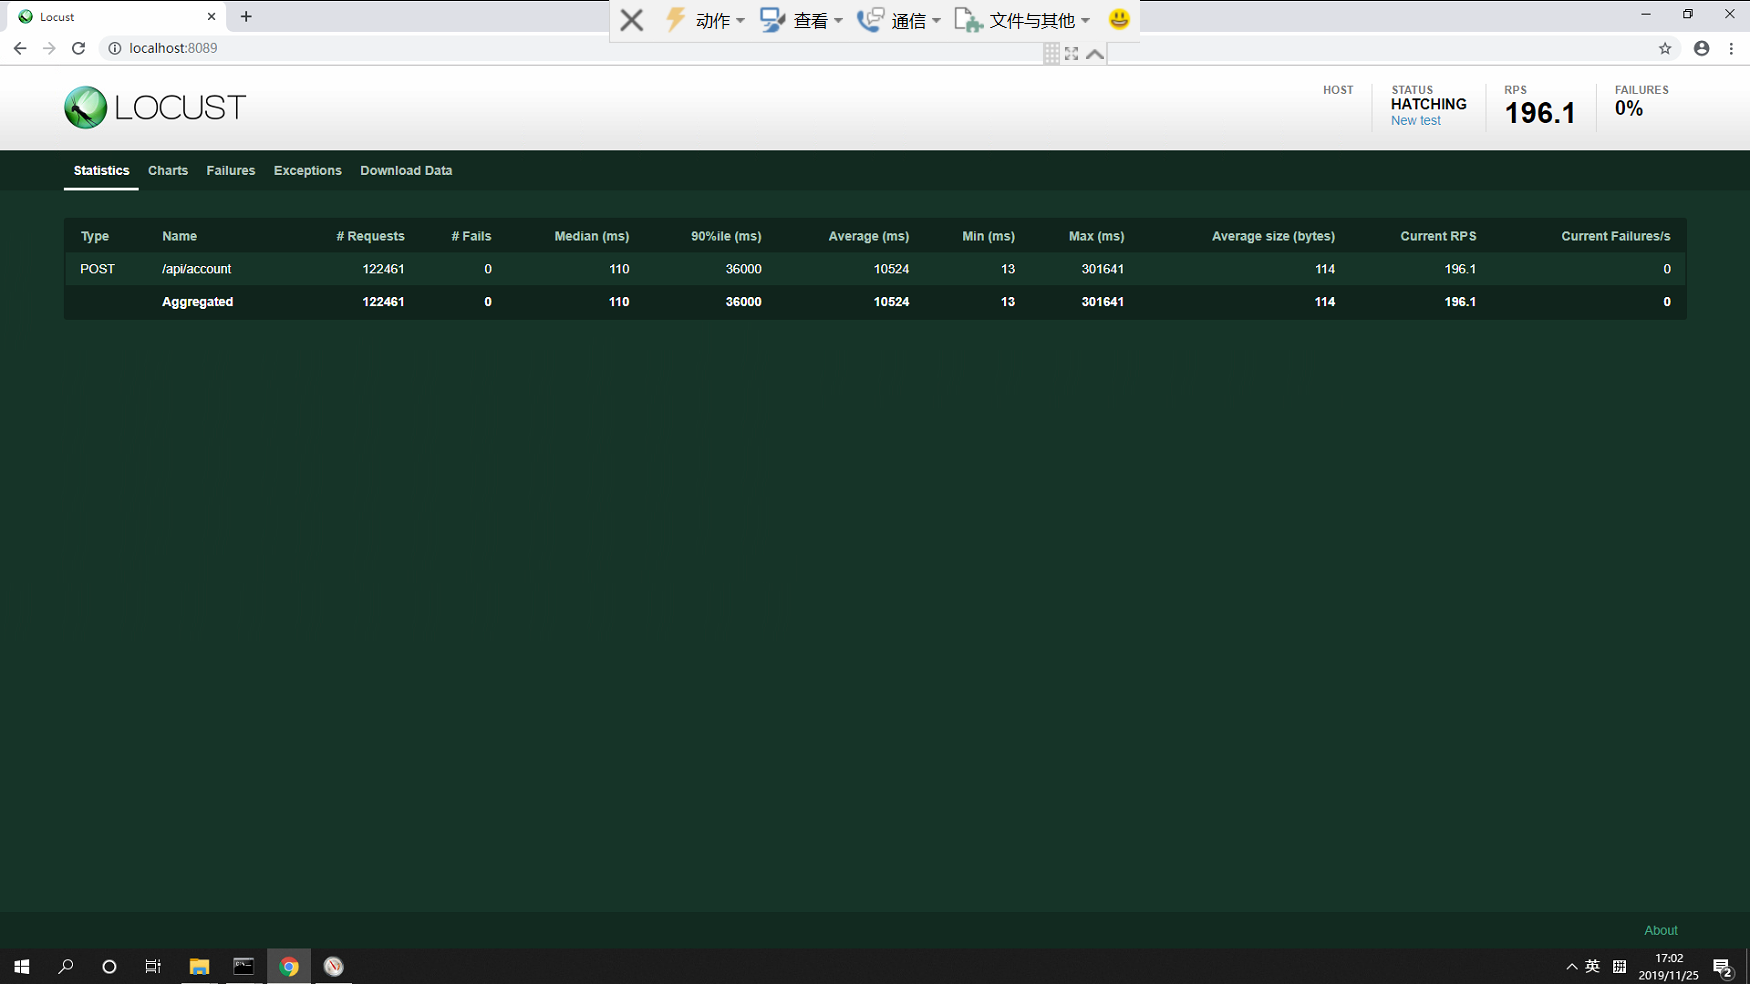 Locust
动作 查看 通信 文件与其他
localhost:8089
LOCUST
HOST
STATUS
HATCHING
New test
RPS
196.1
FAILURES
0%
Statistics Charts Failures Exceptions Download Data
Type Name # Requests # Fails Median (ms) 90%ile (ms) Average (ms) Min (ms) Max (ms) Average size (bytes) Current RPS Current Failures/s
POST /api/account 122461 0 110 36000 10524 13 301641 114 196.1 0
Aggregated 122461 0 110 36000 10524 13 301641 114 196.1 0
About
英 拼
17:02
2019/11/25
2